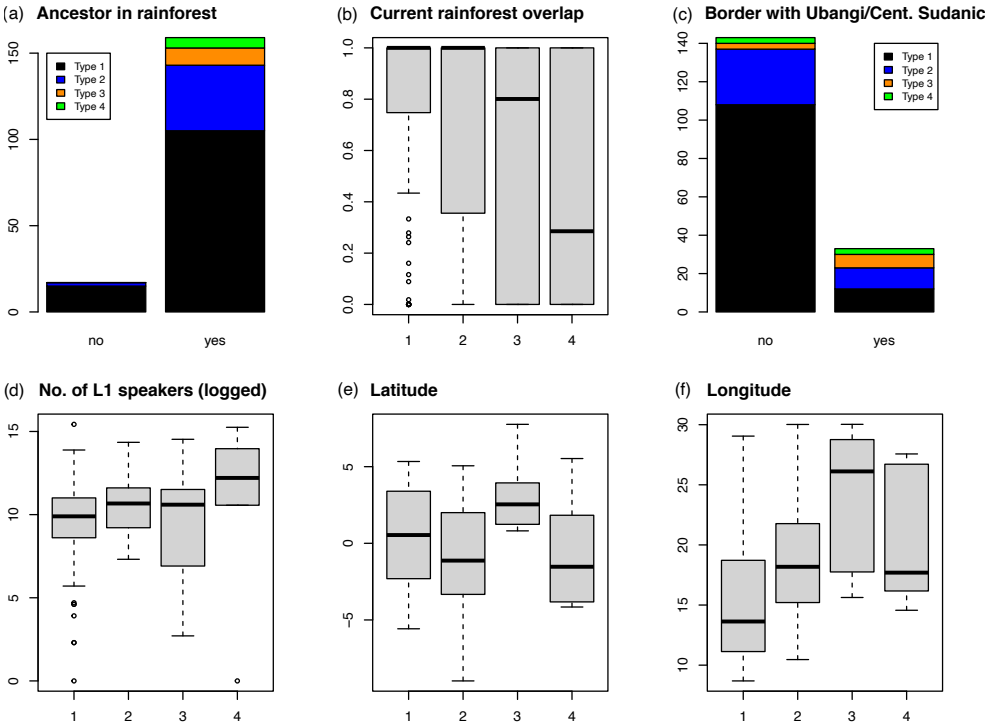 (a) Ancestor in rainforest
150
100
50
0
Type 1
Type 2
Type 3
Type 4
no yes
(b) Current rainforest overlap
1.0
0.8
0.6
0.4
0.2
0.0
1 2 3 4
(c) Border with Ubangi/Cent. Sudanic
140
120
100
80
60
40
20
0
Type 1
Type 2
Type 3
Type 4
no yes
(d) No. of L1 speakers (logged)
15
10
5
0
1 2 3 4
(e) Latitude
5
0
−5
1 2 3 4
(f) Longitude
30
25
20
15
10
1 2 3 4